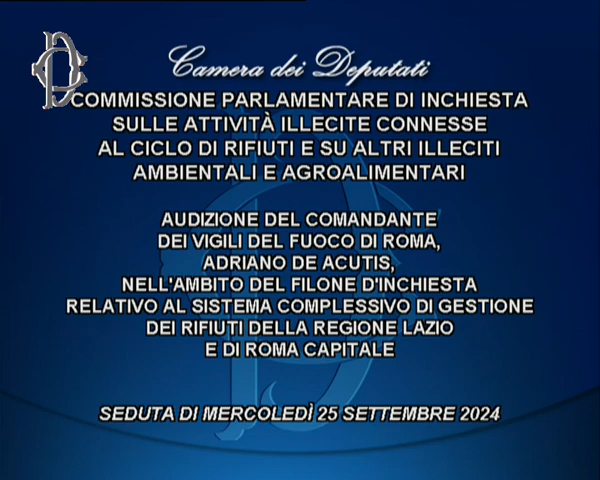 Camera dei Deputati
COMMISSIONE PARLAMENTARE DI INCHIESTA
SULLE ATTIVITÀ ILLECITE CONNESSE
AL CICLO DI RIFIUTI E SU ALTRI ILLECITI
AMBIENTALI E AGROALIMENTARI
AUDIZIONE DEL COMANDANTE
DEI VIGILI DEL FUOCO DI ROMA,
ADRIANO DE ACUTIS,
NELL'AMBITO DEL FILONE D'INCHIESTA
RELATIVO AL SISTEMA COMPLESSIVO DI GESTIONE
DEI RIFIUTI DELLA REGIONE LAZIO
E DI ROMA CAPITALE
SEDUTA DI MERCOLEDÌ 25 SETTEMBRE 2024